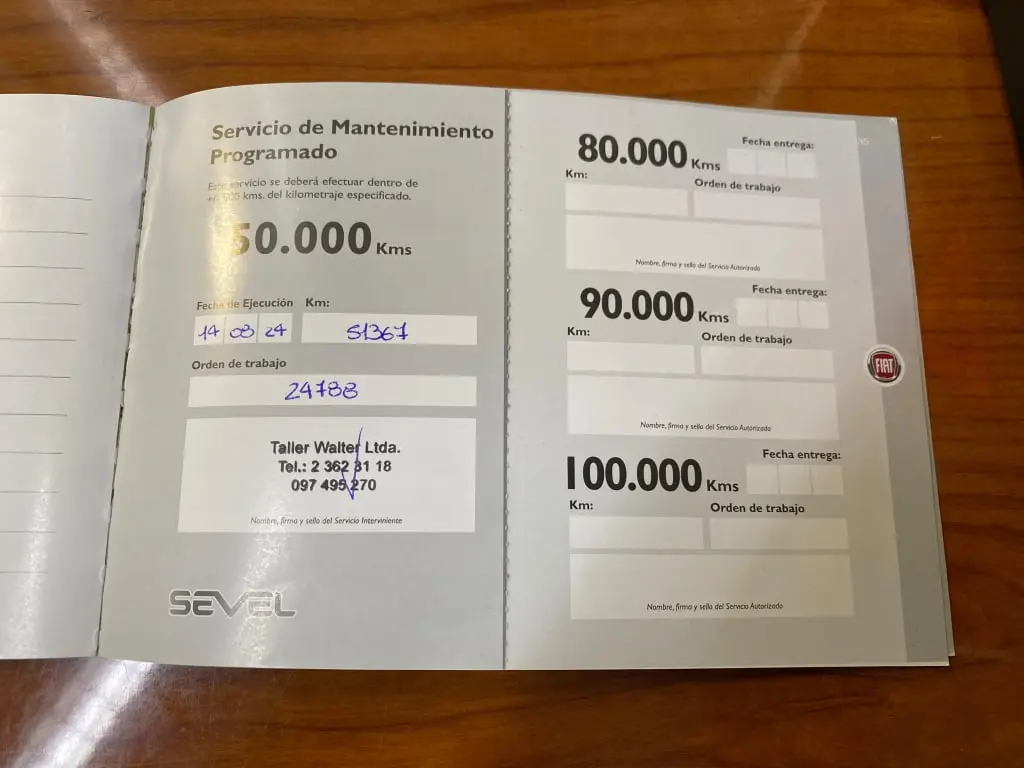 Servicio de Mantenimiento
Programado
Este servicio se deberá efectuar dentro de
+/- 500 kms. del kilometraje especificado.
50.000 Kms
Fecha de Ejecución Km:
14 08 24 51367
Orden de trabajo
24788
Taller Walter Ltda.
Tel.: 2 362 31 18
097 495 270
Nombre, firma y sello del Servicio Interviniente
SEVEL
80.000 Kms Fecha entrega:
Km: Orden de trabajo
Nombre, firma y sello del Servicio Autorizado
90.000 Kms Fecha entrega:
Km: Orden de trabajo
Nombre, firma y sello del Servicio Autorizado
100.000 Kms Fecha entrega:
Km: Orden de trabajo
Nombre, firma y sello del Servicio Autorizado
FIAT